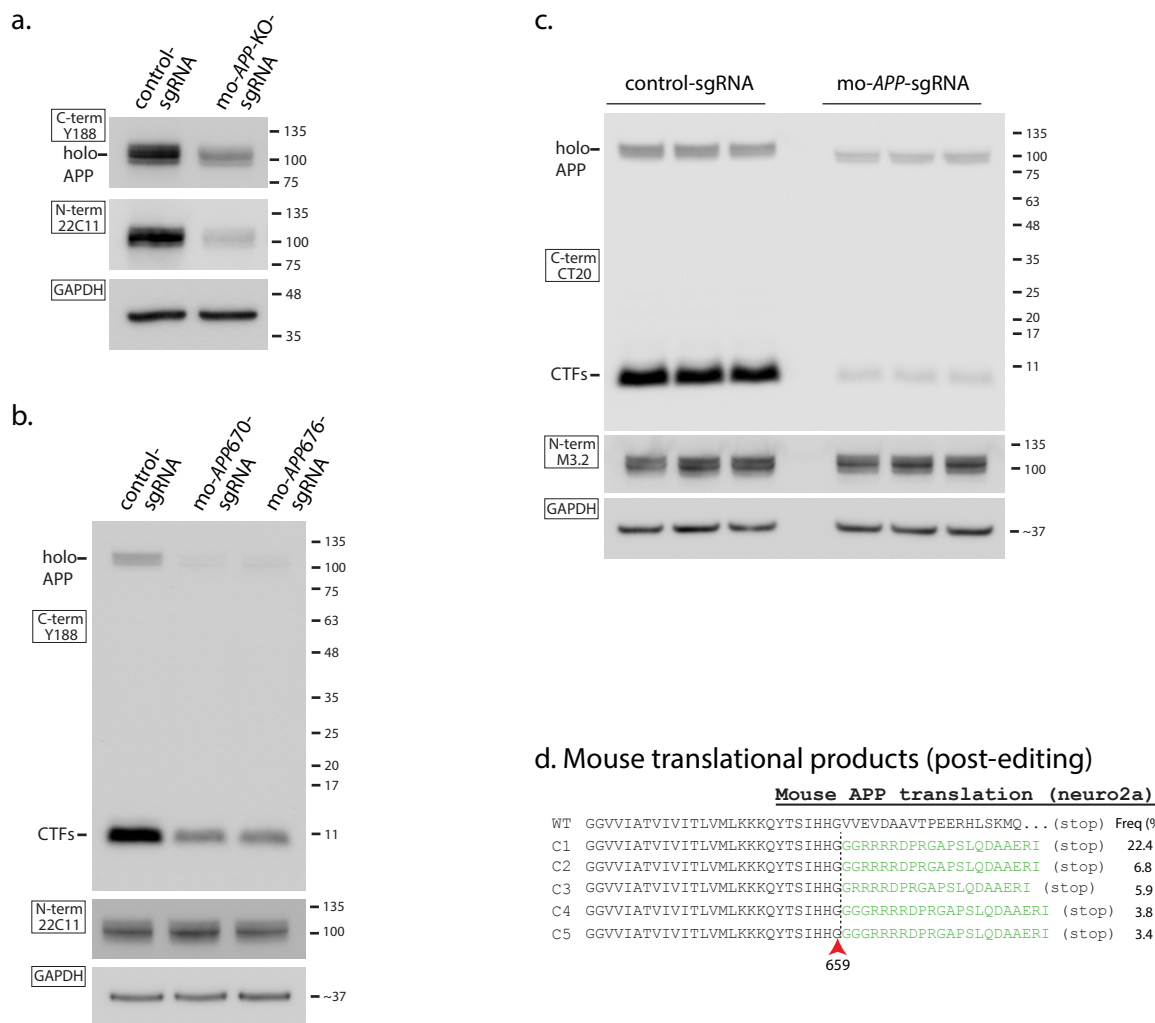 a.
control-
sgRNA
mo-APP-KO-
sgRNA
C-term
Y188
holo
APP
135
100
75
N-term
22C11
135
100
75
GAPDH
48
35
b.
control-
sgRNA
mo-APP670-
sgRNA
mo-APP676-
sgRNA
holo
APP
C-term
Y188
CTFs
135
100
75
63
48
35
25
20
17
11
N-term
22C11
135
100
GAPDH
~37
c.
control-sgRNA
mo-APP-sgRNA
holo
APP
C-term
CT20
CTFs
135
100
75
63
48
35
25
20
17
11
N-term
M3.2
135
100
GAPDH
~37
d. Mouse translational products (post-editing)
Mouse APP translation (neuro2a)
WT GGVVIATVIVITLVMLKKKQYTSIHHGVVEVDAAVTPEERHLSKMQ...(stop) Freq (%
C1 GGVVIATVIVITLVMLKKKQYTSIHHGGGRRRRDPRGAPSLQDAAERI (stop) 22.4
C2 GGVVIATVIVITLVMLKKKQYTSIHHGGGRRRRDPRGAPSLQDAAERI (stop) 6.8
C3 GGVVIATVIVITLVMLKKKQYTSIHHGGRRRRDPRGAPSLQDAAERI (stop) 5.9
C4 GGVVIATVIVITLVMLKKKQYTSIHHGGGGRRRRDPRGAPSLQDAAERI (stop) 3.8
C5 GGVVIATVIVITLVMLKKKQYTSIHHGGGGRRRRDPRGAPSLQDAAERI (stop) 3.4
659